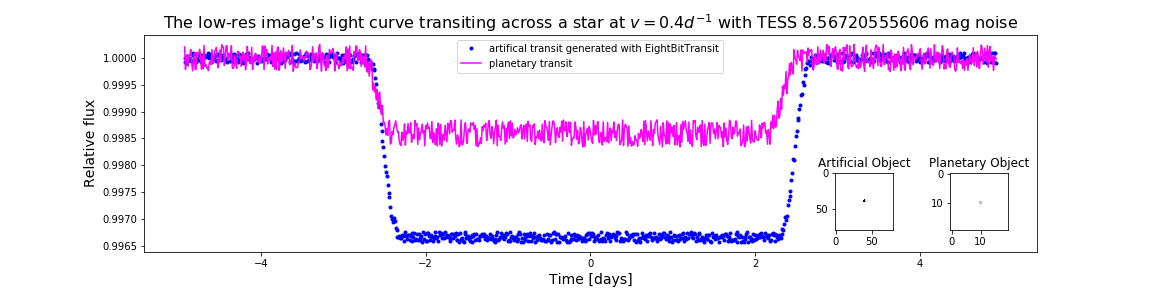 The low-res image's light curve transiting across a star at v = 0.4d⁻¹ with TESS 8.56720555606 mag noise
artifical transit generated with EightBitTransit
planetary transit
Relative flux
1.0000
0.9995
0.9990
0.9985
0.9980
0.9975
0.9970
0.9965
Artificial Object
0
50
0 50
Planetary Object
0
10
0 10
−4 −2 0 2 4
Time [days]